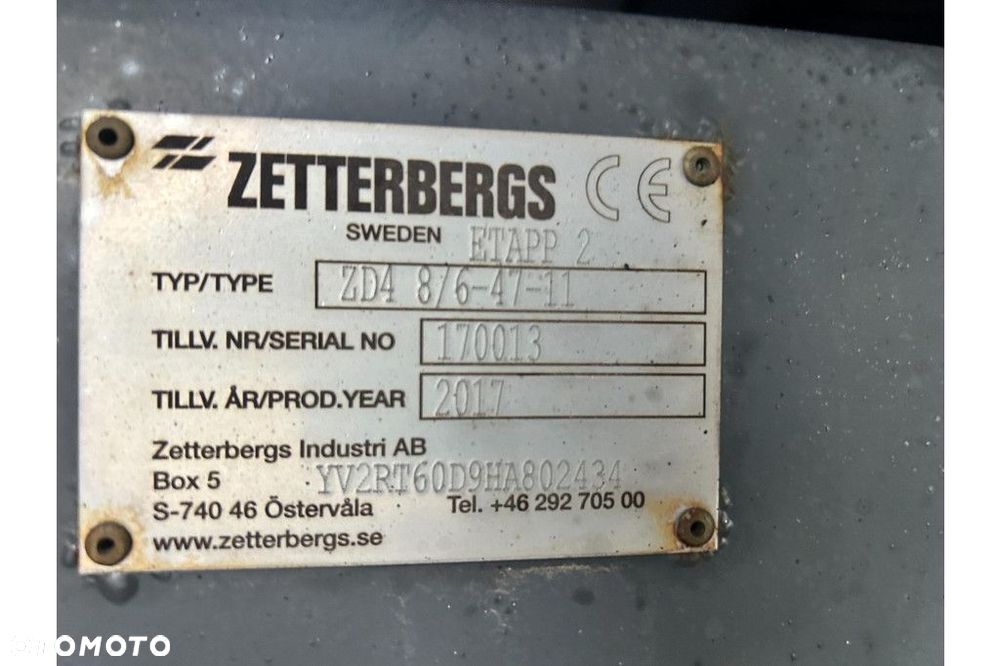 ZETTERBERGS CE
SWEDEN ETAPP 2
TYP/TYPE ZD4 8/6-47-11
TILLV. NR/SERIAL NO 170013
TILLV. ÅR/PROD.YEAR 2017
Zetterbergs Industri AB
Box 5 YV2RT60D9HA802434
S-740 46 Östervåla Tel. +46 292 705 00
www.zetterbergs.se
OTOMOTO